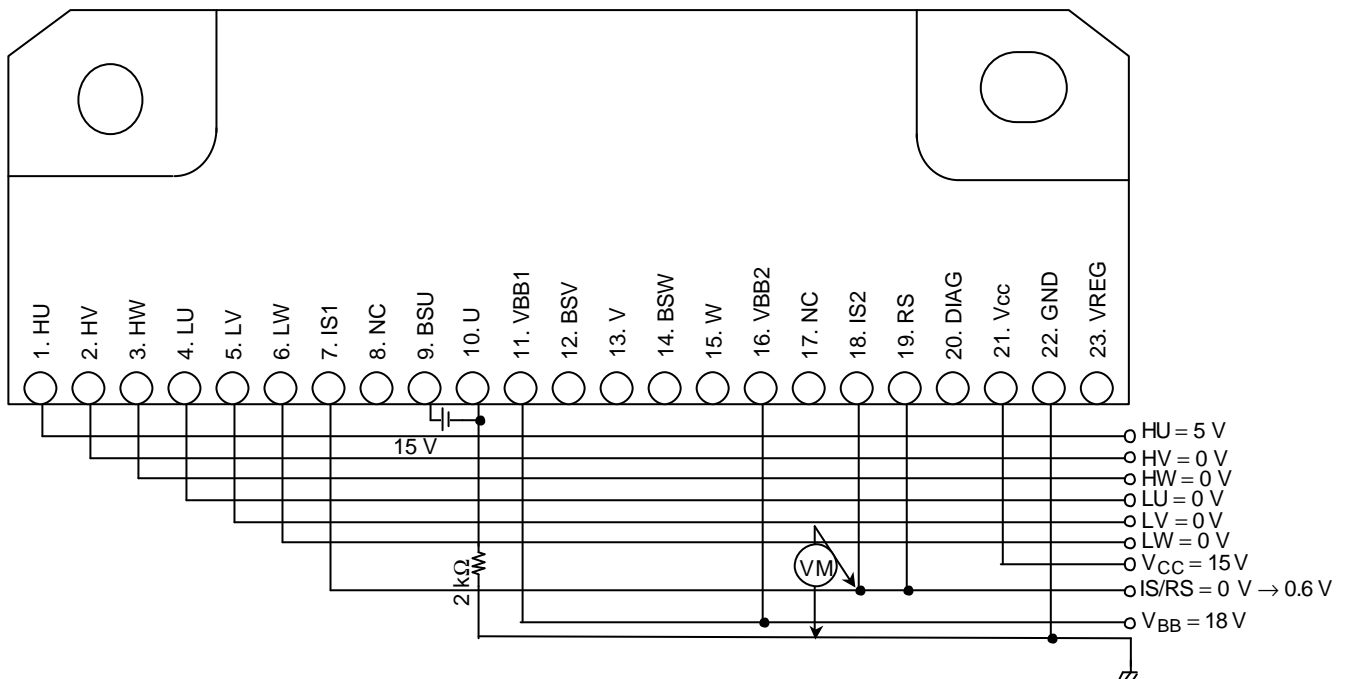 1. HU
2. HV
3. HW
4. LU
5. LV
6. LW
7. IS1
8. NC
9. BSU
10. U
11. VBB1
12. BSV
13. V
14. BSW
15. W
16. VBB2
17. NC
18. IS2
19. RS
20. DIAG
21. Vcc
22. GND
23. VREG
15 V
HU = 5 V
HV = 0 V
HW = 0 V
LU = 0 V
LV = 0 V
LW = 0 V
VCC = 15 V
2 kΩ
VM
IS/RS = 0 V → 0.6 V
VBB = 18 V